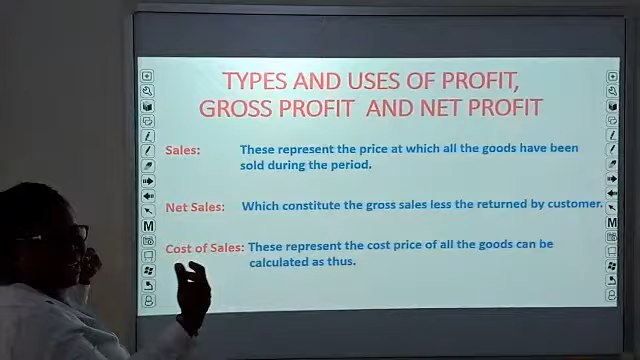 TYPES AND USES OF PROFIT,
GROSS PROFIT AND NET PROFIT
Sales: These represent the price at which all the goods have been
sold during the period.
Net Sales: Which constitute the gross sales less the returned by customer.
Cost of Sales: These represent the cost price of all the goods can be
calculated as thus.
M
M